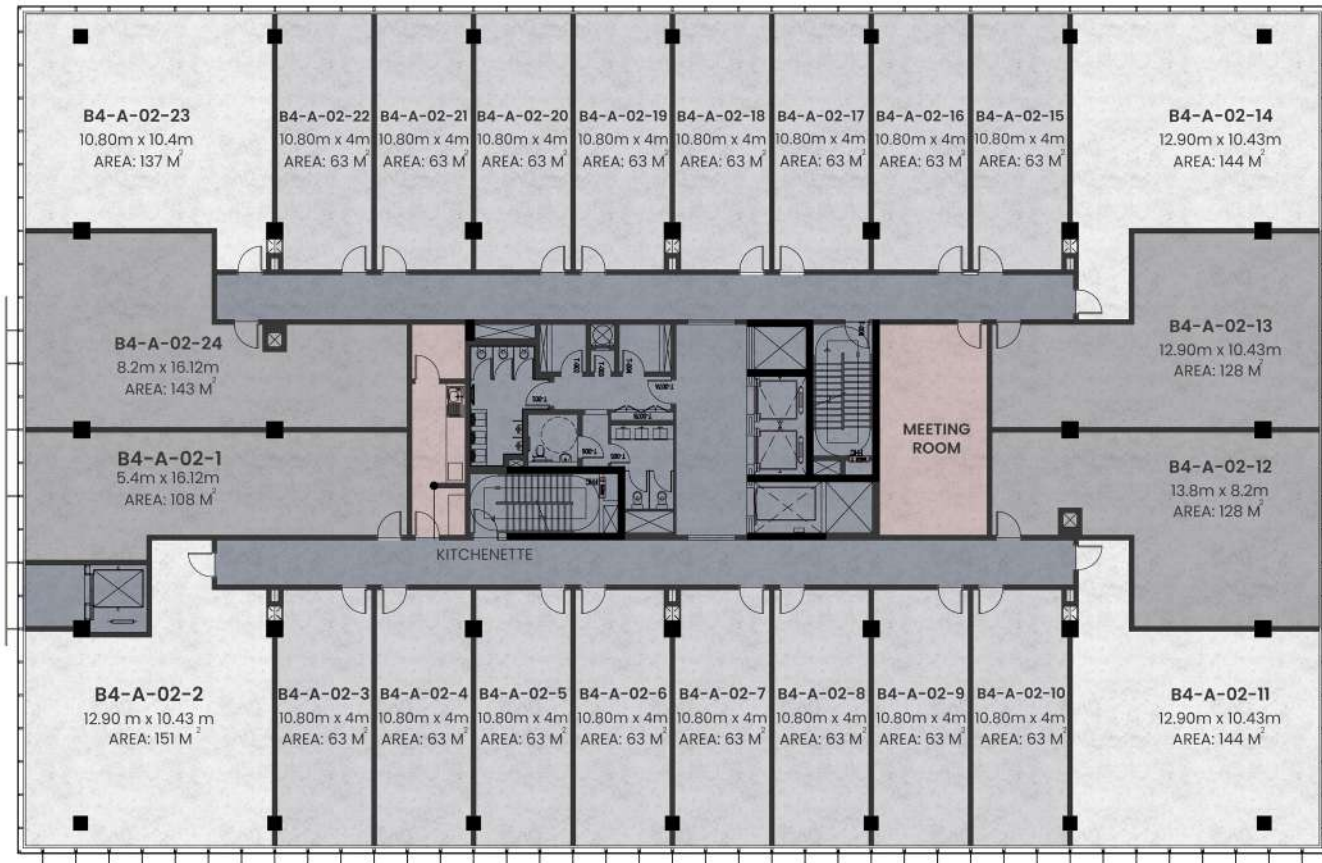 B4-A-02-23
10.80m x 10.4m
AREA: 137 M²
B4-A-02-22
10.80m x 4m
AREA: 63 M²
B4-A-02-21
10.80m x 4m
AREA: 63 M²
B4-A-02-20
10.80m x 4m
AREA: 63 M²
B4-A-02-19
10.80m x 4m
AREA: 63 M²
B4-A-02-18
10.80m x 4m
AREA: 63 M²
B4-A-02-17
10.80m x 4m
AREA: 63 M²
B4-A-02-16
10.80m x 4m
AREA: 63 M²
B4-A-02-15
10.80m x 4m
AREA: 63 M²
B4-A-02-14
12.90m x 10.43m
AREA: 144 M²
B4-A-02-24
8.2m x 16.12m
AREA: 143 M²
B4-A-02-13
12.90m x 10.43m
AREA: 128 M²
MEETING
ROOM
B4-A-02-1
5.4m x 16.12m
AREA: 108 M²
B4-A-02-12
13.8m x 8.2m
AREA: 128 M²
KITCHENETTE
B4-A-02-2
12.90 m x 10.43 m
AREA: 151 M²
B4-A-02-3
10.80m x 4m
AREA: 63 M²
B4-A-02-4
10.80m x 4m
AREA: 63 M²
B4-A-02-5
10.80m x 4m
AREA: 63 M²
B4-A-02-6
10.80m x 4m
AREA: 63 M²
B4-A-02-7
10.80m x 4m
AREA: 63 M²
B4-A-02-8
10.80m x 4m
AREA: 63 M²
B4-A-02-9
10.80m x 4m
AREA: 63 M²
B4-A-02-10
10.80m x 4m
AREA: 63 M²
B4-A-02-11
12.90m x 10.43m
AREA: 144 M²